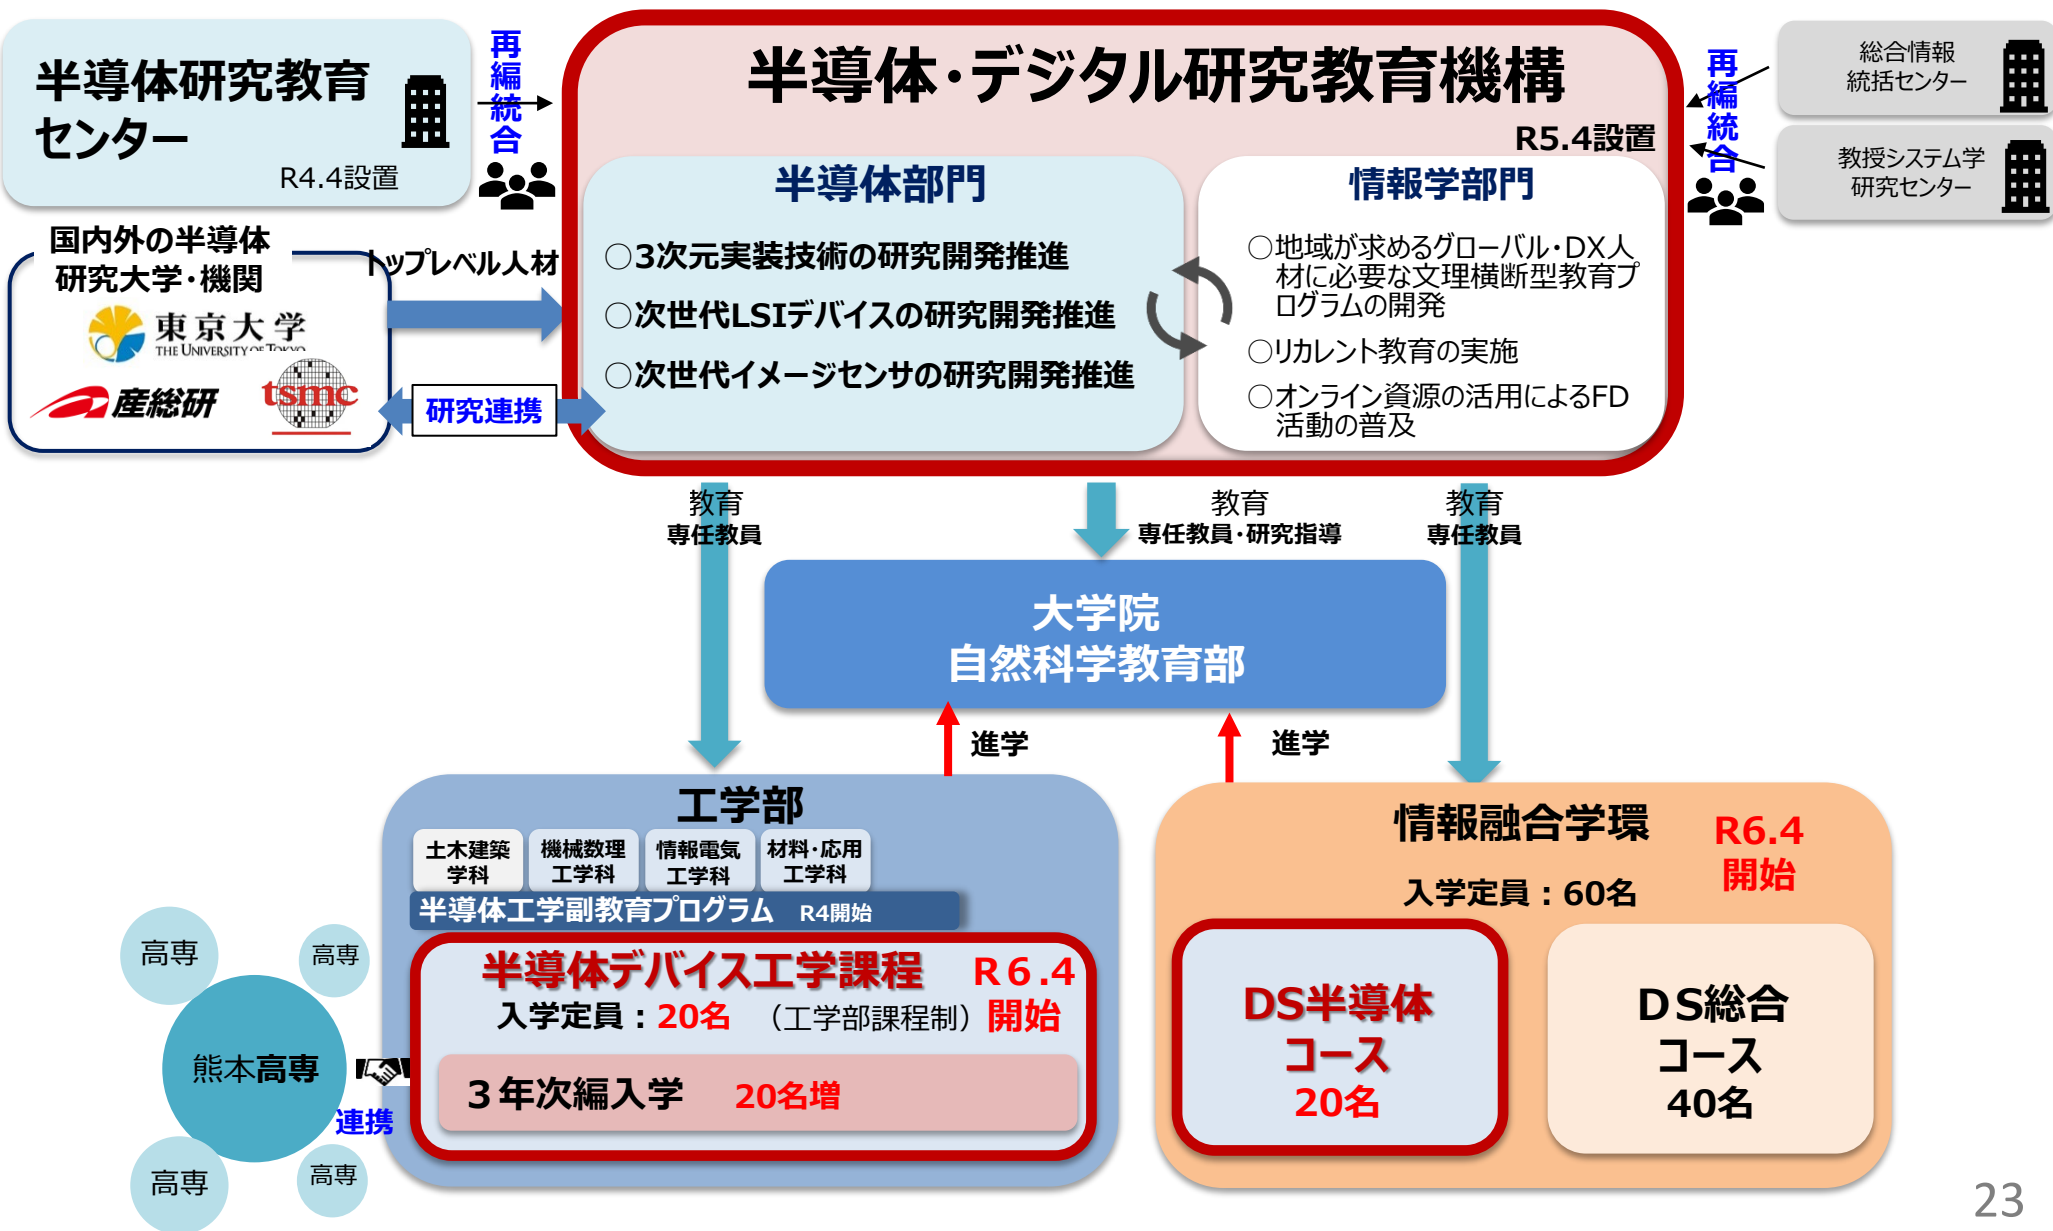 半導体研究教育
センター
R4.4設置
再編統合
半導体・デジタル研究教育機構
R5.4設置
再編統合
総合情報
統括センター
教授システム学
研究センター
国内外の半導体
研究大学・機関
東京大学
THE UNIVERSITY OF TOKYO
産総研
tsmc
トップレベル人材
研究連携
半導体部門
○3次元実装技術の研究開発推進
○次世代LSIデバイスの研究開発推進
○次世代イメージセンサの研究開発推進
情報学部門
○地域が求めるグローバル・DX人
材に必要な文理横断型教育プ
ログラムの開発
○リカレント教育の実施
○オンライン資源の活用によるFD
活動の普及
教育
専任教員
教育
専任教員・研究指導
教育
専任教員
大学院
自然科学教育部
進学
進学
工学部
土木建築
学科
機械数理
工学科
情報電気
工学科
材料・応用
工学科
半導体工学副教育プログラム R4開始
半導体デバイス工学課程
R6.4
開始
入学定員:20名 (工学部課程制)
3年次編入学 20名増
高専
高専
熊本高専
高専
高専
連携
情報融合学環
R6.4
開始
入学定員:60名
DS半導体
コース
20名
DS総合
コース
40名
23